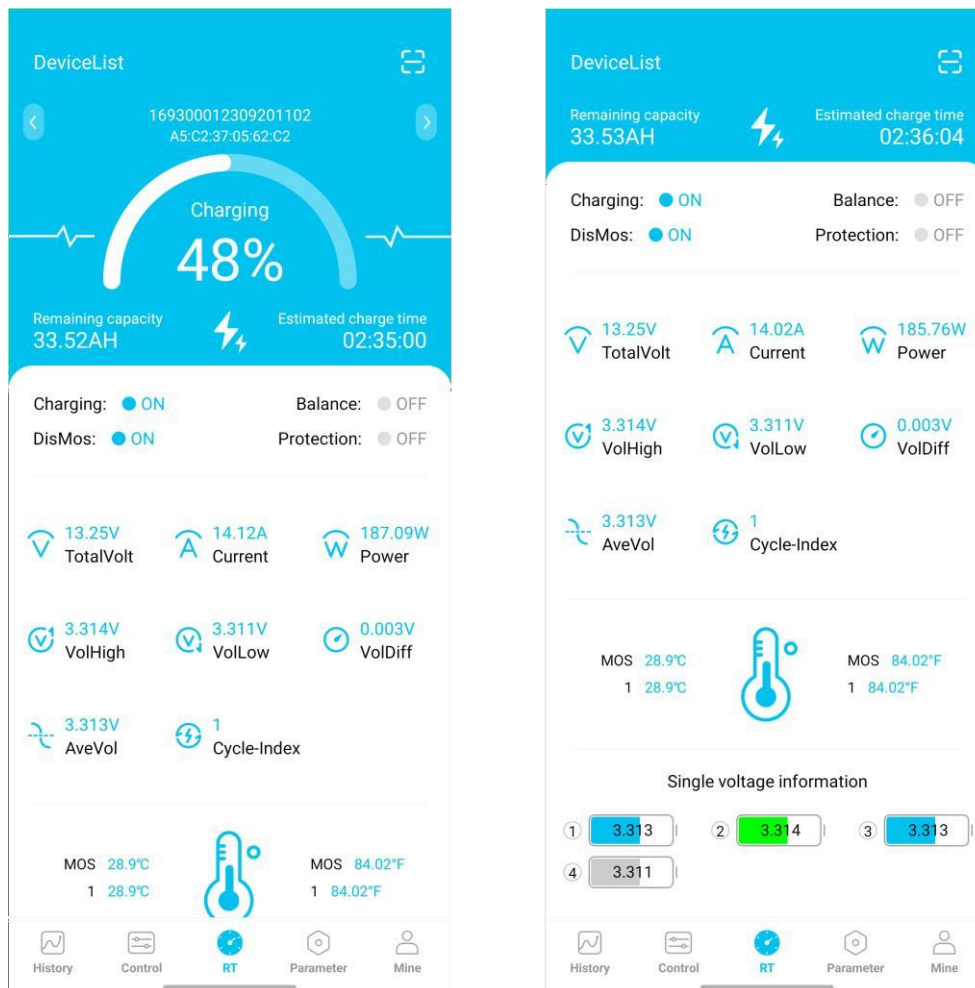 DeviceList
169300012309201102
A5:C2:37:05:62:C2
Charging
48%
Remaining capacity
33.52AH
Estimated charge time
02:35:00
Charging: ON
Balance: OFF
DisMos: ON
Protection: OFF
13.25V
TotalVolt
14.12A
Current
187.09W
Power
3.314V
VolHigh
3.311V
VolLow
0.003V
VolDiff
3.313V
AveVol
1
Cycle-Index
MOS 28.9℃
1 28.9℃
MOS 84.02°F
1 84.02°F
History
Control
RT
Parameter
Mine
DeviceList
Remaining capacity
33.53AH
Estimated charge time
02:36:04
Charging: ON
Balance: OFF
DisMos: ON
Protection: OFF
13.25V
TotalVolt
14.02A
Current
185.76W
Power
3.314V
VolHigh
3.311V
VolLow
0.003V
VolDiff
3.313V
AveVol
1
Cycle-Index
MOS 28.9℃
1 28.9℃
MOS 84.02°F
1 84.02°F
Single voltage information
1 3.313
2 3.314
3 3.313
4 3.311
History
Control
RT
Parameter
Mine